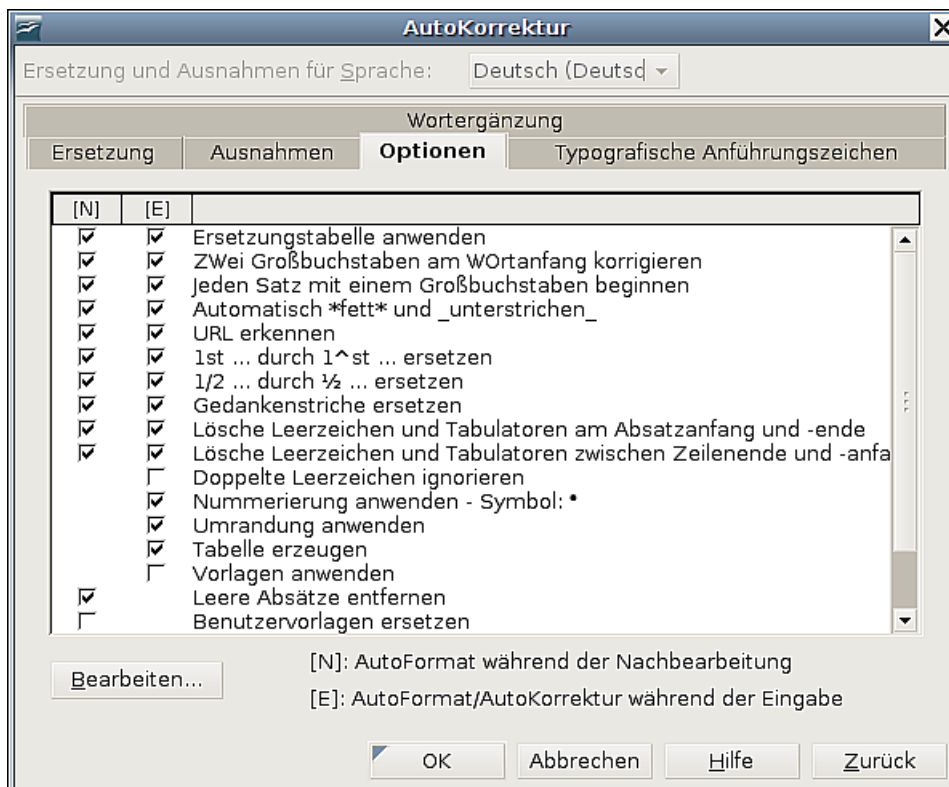 AutoKorrektur
Ersetzung und Ausnahmen für Sprache: Deutsch (Deutsc
Wortergänzung
Ersetzung Ausnahmen Optionen Typografische Anführungszeichen
[N] [E]
Ersetzungstabelle anwenden
ZWei Großbuchstaben am WOrtanfang korrigieren
Jeden Satz mit einem Großbuchstaben beginnen
Automatisch *fett* und _unterstrichen_
URL erkennen
1st ... durch 1^st ... ersetzen
1/2 ... durch ½ ... ersetzen
Gedankenstriche ersetzen
Lösche Leerzeichen und Tabulatoren am Absatzanfang und -ende
Lösche Leerzeichen und Tabulatoren zwischen Zeilenende und -anfa
Doppelte Leerzeichen ignorieren
Nummerierung anwenden - Symbol: •
Umrandung anwenden
Tabelle erzeugen
Vorlagen anwenden
Leere Absätze entfernen
Benutzervorlagen ersetzen
[N]: AutoFormat während der Nachbearbeitung
Bearbeiten...
[E]: AutoFormat/AutoKorrektur während der Eingabe
OK Abbrechen Hilfe Zurück